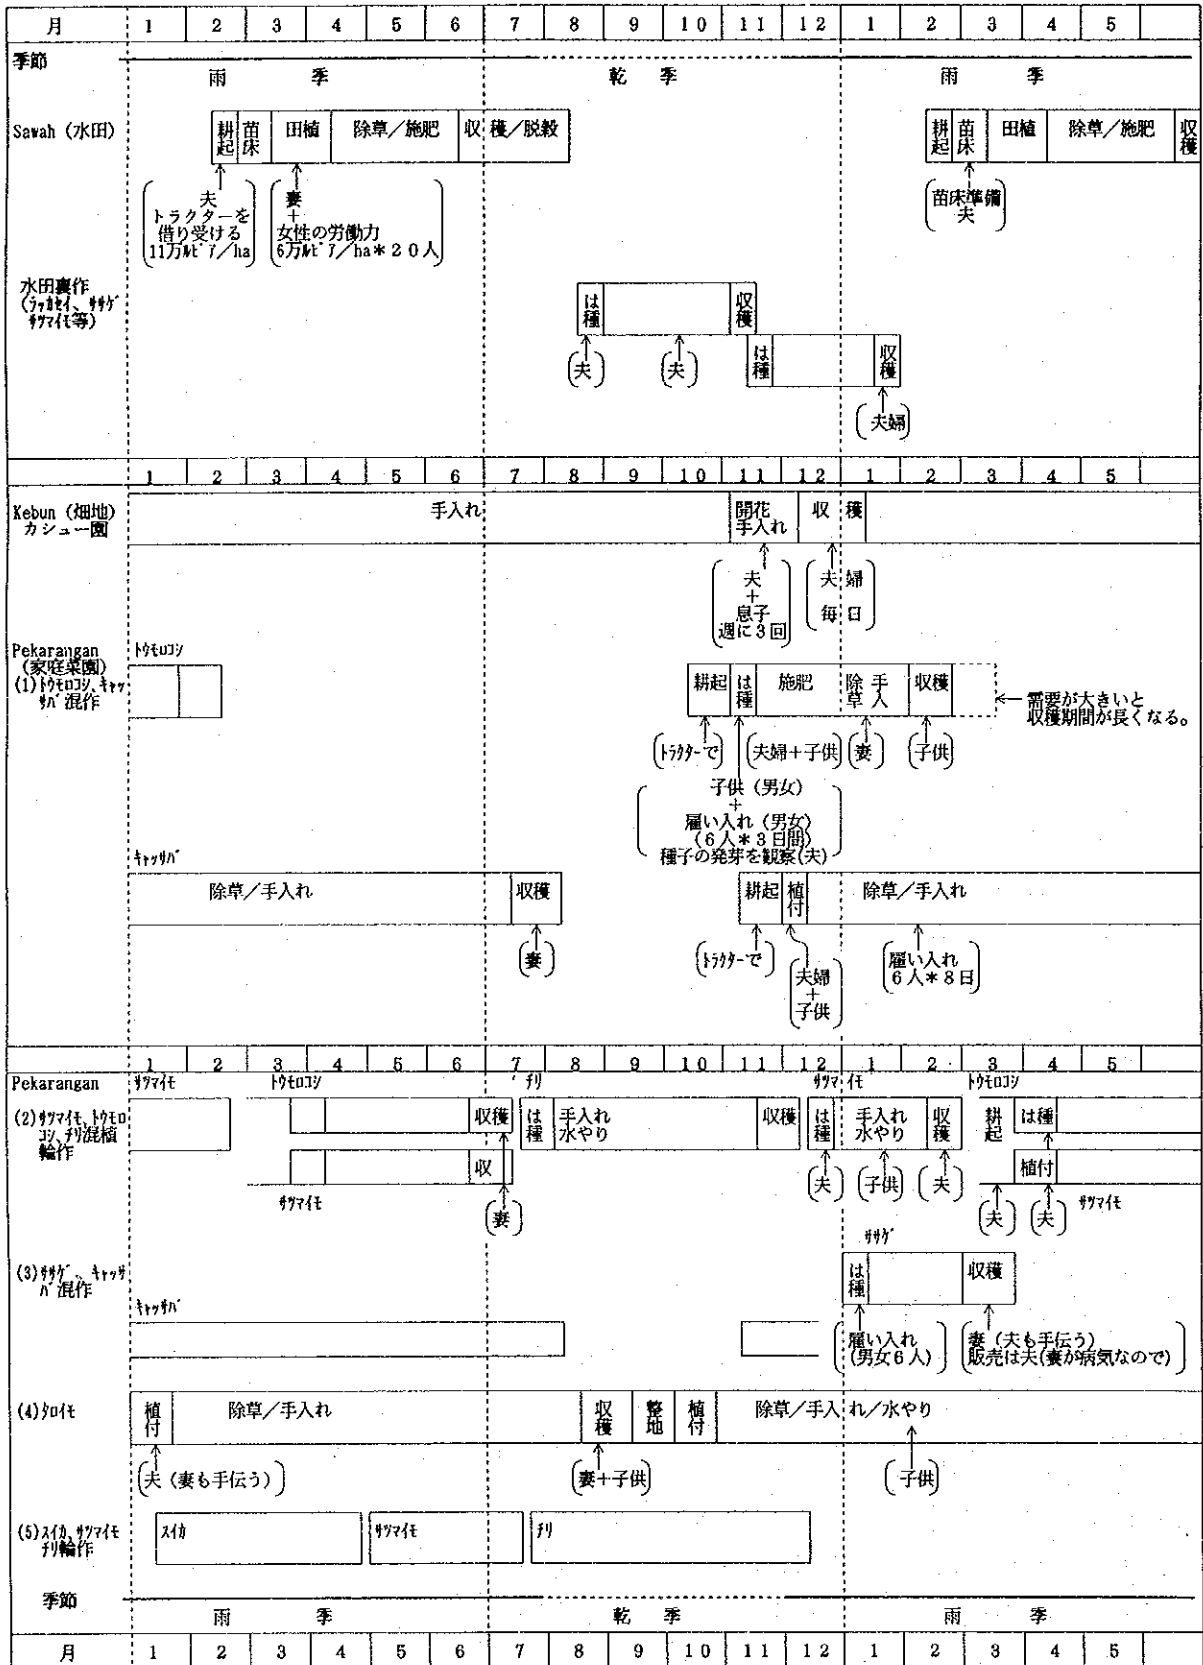 月 1 2 3 4 5 6 7 8 9 10 11 12 1 2 3 4 5
季節
雨 季 乾 季 雨 季
Sawah (水田)
耕起 苗床 田植 除草/施肥 収穫/脱穀 耕起 苗床 田植 除草/施肥 収穫
夫
トラクターを
借り受ける
11万ルピア/ha
妻
+
女性の労働力
6万ルピア/ha*20人
苗床準備
夫
水田裏作
(ラッカセイ、ササゲ
サツマイモ等)
は種 収穫
夫 夫
は種 収穫
夫婦
1 2 3 4 5 6 7 8 9 10 11 12 1 2 3 4 5
Kebun (畑地)
カシュー園
手入れ 開花 手入れ 収穫
夫
+
息子
週に3回
夫婦
毎日
Pekarangan
(家庭菜園)
(1)トウモロコシ、キャッ
サバ混作
トウモロコシ
耕起 は種 施肥 除草 手入 収穫
需要が大きいと
収穫期間が長くなる。
トラクターで 夫婦+子供 妻 子供
子供(男女)
+
雇い入れ(男女)
(6人*3日間)
種子の発芽を観察(夫)
キャッサバ
除草/手入れ 収穫 耕起 植付 除草/手入れ
妻 トラクターで
夫婦
+
子供
雇い入れ
6人*8日
1 2 3 4 5 6 7 8 9 10 11 12 1 2 3 4 5
Pekarangan
サツマイモ トウモロコシ チリ サツマイモ トウモロコシ
(2)サツマイモ、トウモロ
コシ、チリ混植
輪作
収穫 は種 手入れ 水やり 収穫 は種 手入れ 水やり 収穫 耕起 は種
収 植付
サツマイモ
妻 夫 子供 夫 夫 夫
サツマイモ
(3)ササゲ、キャッサ
バ混作
ササゲ
は種 収穫
キャッサバ
雇い入れ
(男女6人)
妻(夫も手伝う)
販売は夫(妻が病気なので)
(4)タロイモ
植付 除草/手入れ 収穫 整地 植付 除草/手入れ/水やり
夫(妻も手伝う) 妻+子供 子供
(5)スイカ、サツマイモ
チリ輪作
スイカ サツマイモ チリ
季節
雨 季 乾 季 雨 季
月 1 2 3 4 5 6 7 8 9 10 11 12 1 2 3 4 5